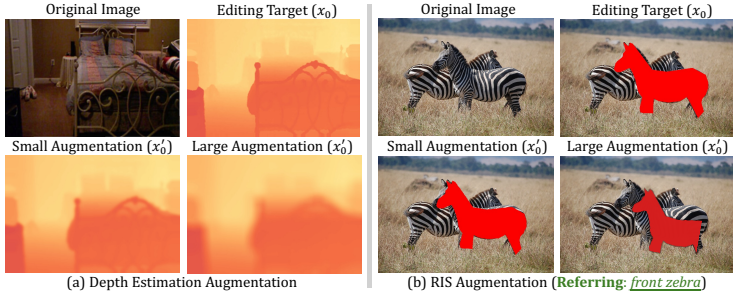 Original Image
Editing Target (x₀)
Small Augmentation (x₀′)
Large Augmentation (x₀′)
(a) Depth Estimation Augmentation
Original Image
Editing Target (x₀)
Small Augmentation (x₀′)
Large Augmentation (x₀′)
(b) RIS Augmentation (Referring: front zebra)